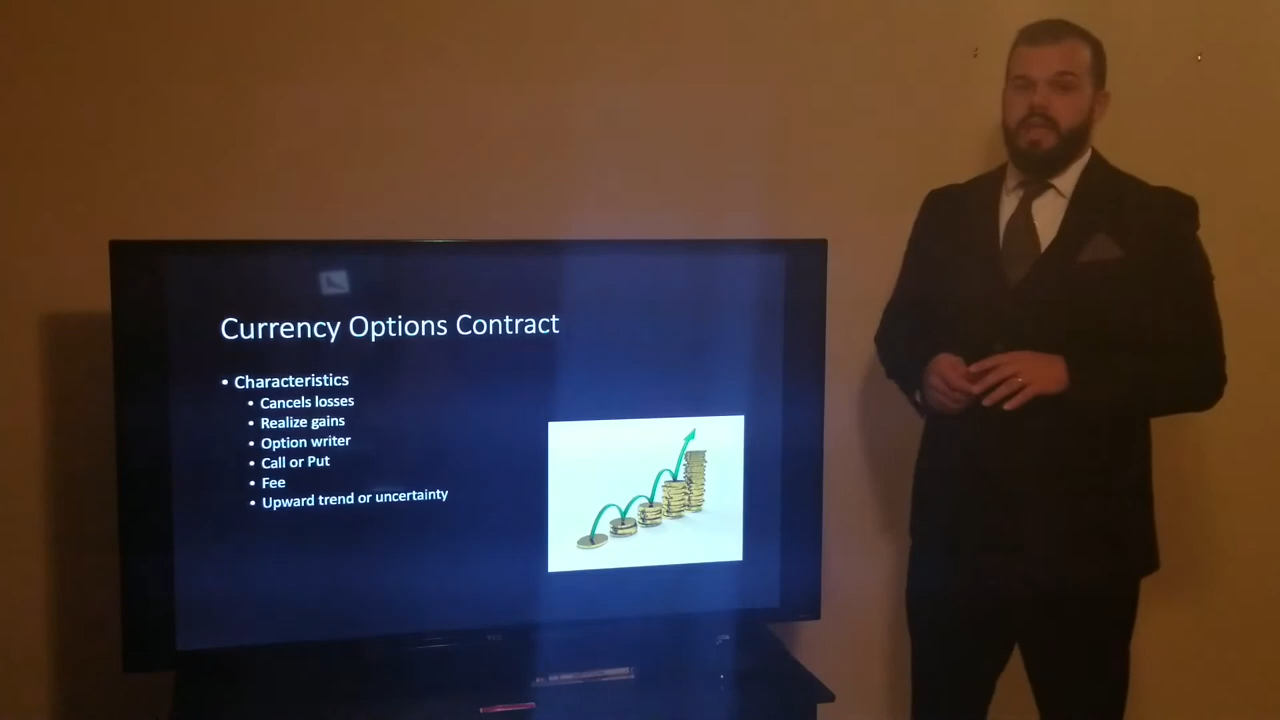 Currency Options Contract
• Characteristics
• Cancels losses
• Realize gains
• Option writer
• Call or Put
• Fee
• Upward trend or uncertainty